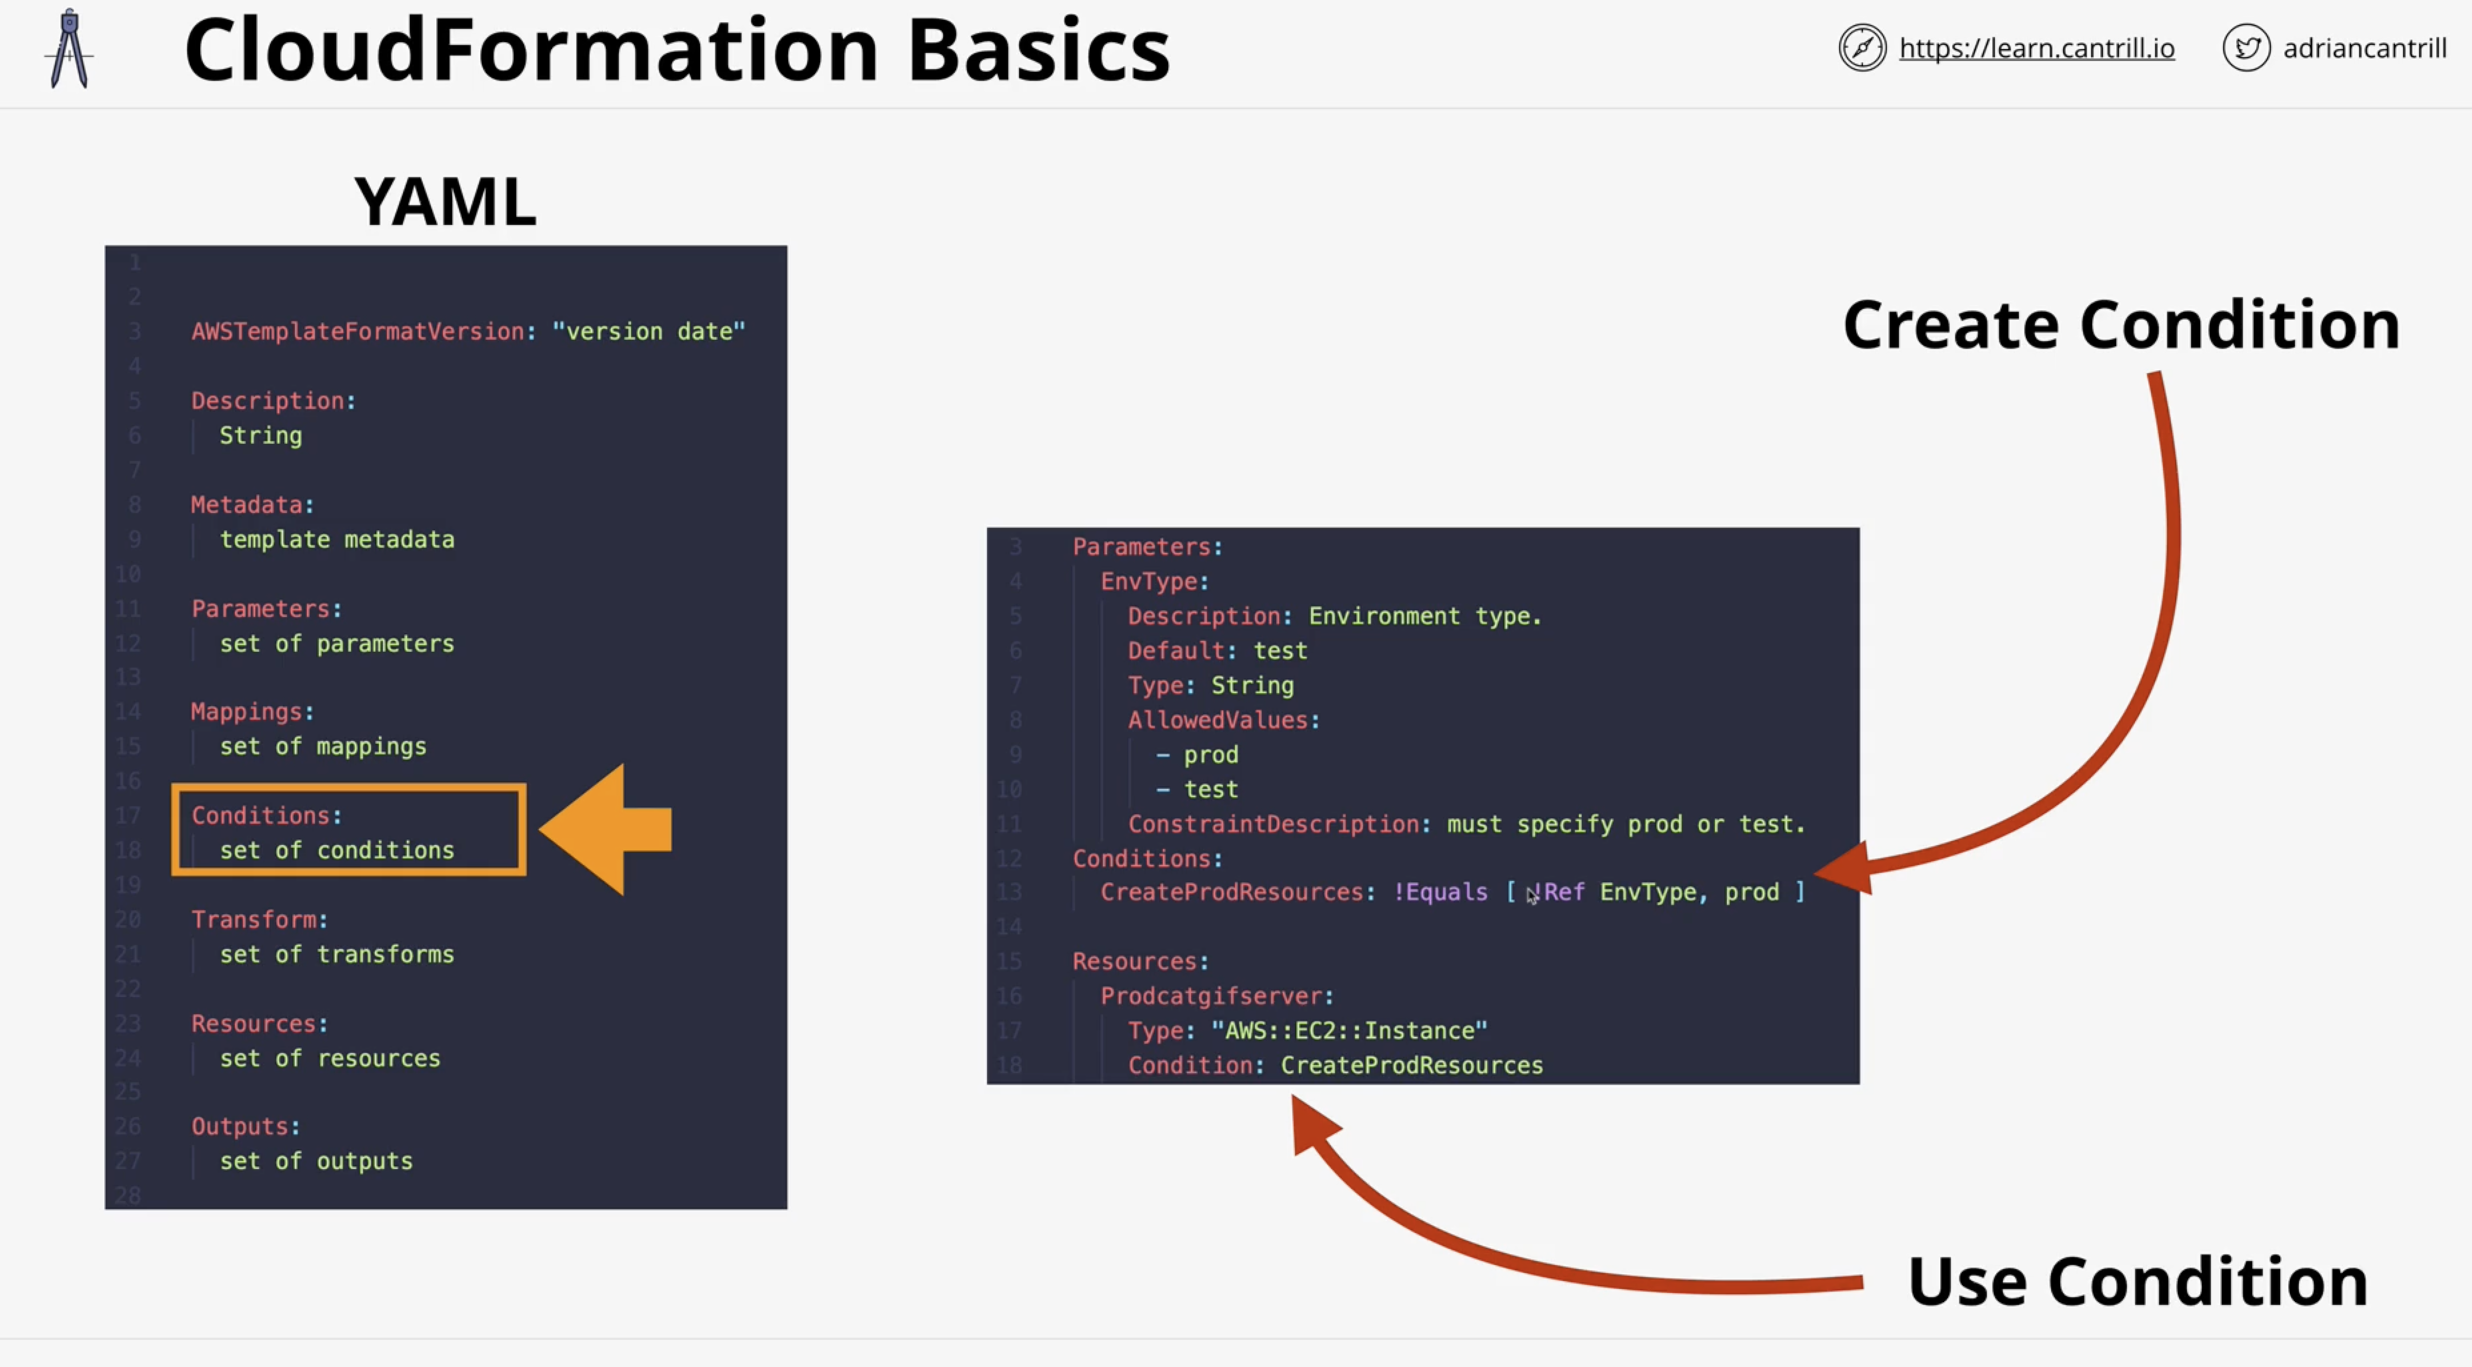 CloudFormation Basics
https://learn.cantrill.io
adriancantrill
YAML
1
2
3 AWSTemplateFormatVersion: "version date"
4
5 Description:
6 String
7
8 Metadata:
9 template metadata
10
11 Parameters:
12 set of parameters
13
14 Mappings:
15 set of mappings
16
17 Conditions:
18 set of conditions
19
20 Transform:
21 set of transforms
22
23 Resources:
24 set of resources
25
26 Outputs:
27 set of outputs
28
Create Condition
3 Parameters:
4 EnvType:
5 Description: Environment type.
6 Default: test
7 Type: String
8 AllowedValues:
9 - prod
10 - test
11 ConstraintDescription: must specify prod or test.
12 Conditions:
13 CreateProdResources: !Equals [ !Ref EnvType, prod ]
14
15 Resources:
16 Prodcatgifserver:
17 Type: "AWS::EC2::Instance"
18 Condition: CreateProdResources
Use Condition